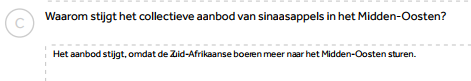 C Waarom stijgt het collectieve aanbod van sinaasappels in het Midden-Oosten?
Het aanbod stijgt, omdat de Zuid-Afrikaanse boeren meer naar het Midden-Oosten sturen.